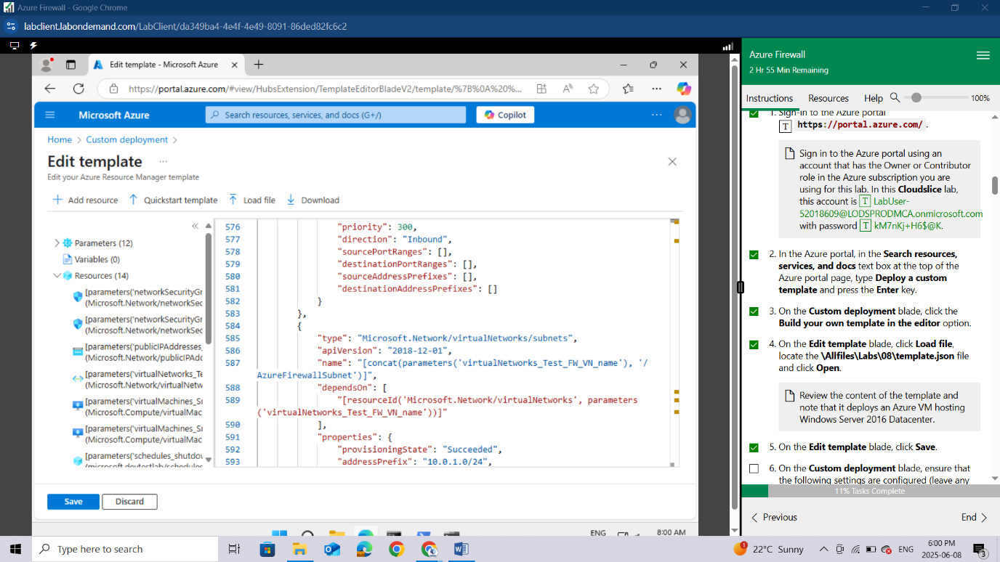 Azure Firewall - Google Chrome
labclient.labondemand.com/LabClient/da349ba4-4e4f-4e49-8091-86ded82fc6c2
Edit template - Microsoft Azure
https://portal.azure.com/#view/HubsExtension/TemplateEditorBladeV2/template/%7B%0A%20%...
Microsoft Azure
Search resources, services, and docs (G+/)
Copilot
Home > Custom deployment >
Edit template
Edit your Azure Resource Manager template
Add resource
Quickstart template
Load file
Download
Parameters (12)
Variables (0)
Resources (14)
[parameters('networkSecurityGr
(Microsoft.Network/networkSec
[parameters('networkSecurityGr
(Microsoft.Network/networkSec
[parameters('publicIPAddresses_
(Microsoft.Network/publicIPAdc
[parameters('virtualNetworks_Te
(Microsoft.Network/virtualNetw
[parameters('virtualMachines_Sr
(Microsoft.Compute/virtualMac
[parameters('virtualMachines_Sr
(Microsoft.Compute/virtualMac
[parameters('schedules_shutdov
(microsoft.devtestlab/schedules
576 "priority": 300,
577 "direction": "Inbound",
578 "sourcePortRanges": [],
579 "destinationPortRanges": [],
580 "sourceAddressPrefixes": [],
581 "destinationAddressPrefixes": []
582 }
583 },
584 {
585 "type": "Microsoft.Network/virtualNetworks/subnets",
586 "apiVersion": "2018-12-01",
587 "name": "[concat(parameters('virtualNetworks_Test_FW_VN_name'), '/
AzureFirewallSubnet')]",
588 "dependsOn": [
589 "[resourceId('Microsoft.Network/virtualNetworks', parameters
('virtualNetworks_Test_FW_VN_name'))]"
590 ],
591 "properties": {
592 "provisioningState": "Succeeded",
593 "addressPrefix": "10.0.1.0/24",
Save
Discard
ENG
8:00 AM
Azure Firewall
2 Hr 55 Min Remaining
Instructions
Resources
Help
100%
1. Sign-in to the Azure portal
T https://portal.azure.com/ .
Sign in to the Azure portal using an
account that has the Owner or Contributor
role in the Azure subscription you are
using for this lab. In this Cloudslice lab,
this account is T LabUser-
52018609@LODSPRODMCA.onmicrosoft.com
with password T kM7nKj+H6$@K.
2. In the Azure portal, in the Search resources,
services, and docs text box at the top of the
Azure portal page, type Deploy a custom
template and press the Enter key.
3. On the Custom deployment blade, click the
Build your own template in the editor option.
4. On the Edit template blade, click Load file,
locate the \Allfiles\Labs\08\template.json file
and click Open.
Review the content of the template and
note that it deploys an Azure VM hosting
Windows Server 2016 Datacenter.
5. On the Edit template blade, click Save.
6. On the Custom deployment blade, ensure that
the following settings are configured (leave any
11% Tasks Complete
< Previous
End >
Type here to search
22°C Sunny
ENG
6:00 PM
2025-06-08
3